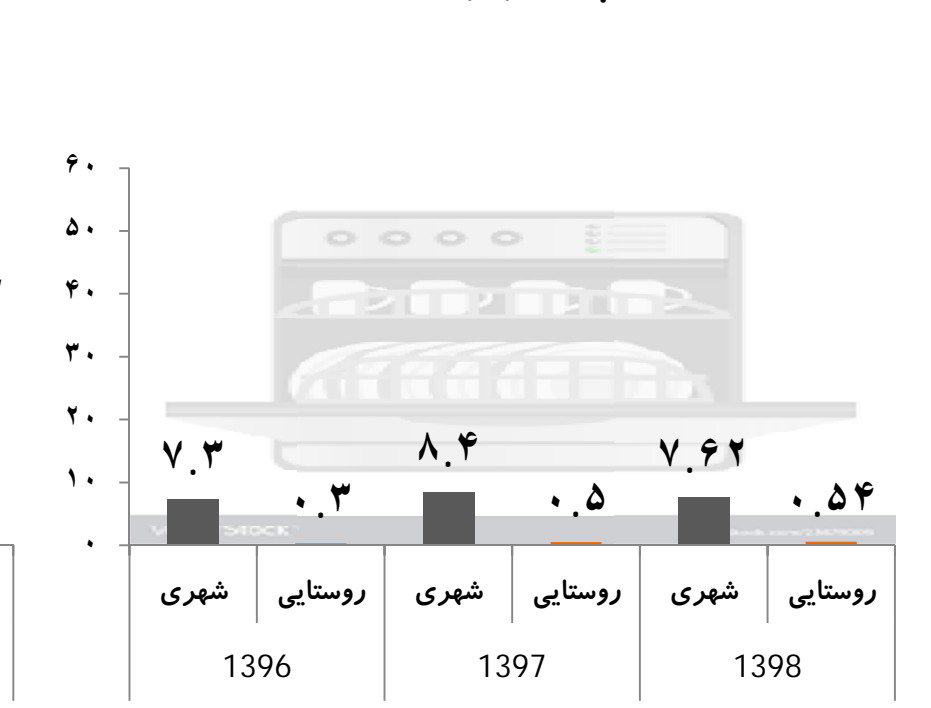 ۶۰
۵۰
۴۰
۳۰
۲۰
۱۰
۰
۷.۳
۰.۳
۸.۴
۰.۵
۷.۶۲
۰.۵۴
شهری
روستایی
شهری
روستایی
شهری
روستایی
1396
1397
1398